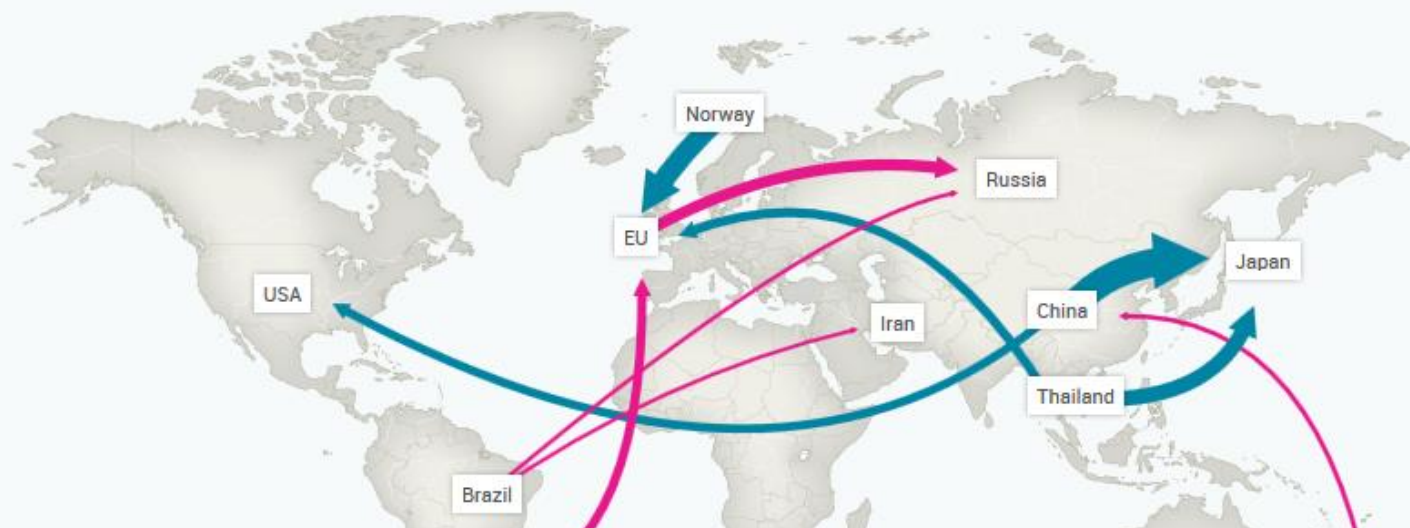 Norway
Russia
EU
Japan
USA
China
Iran
Thailand
Brazil